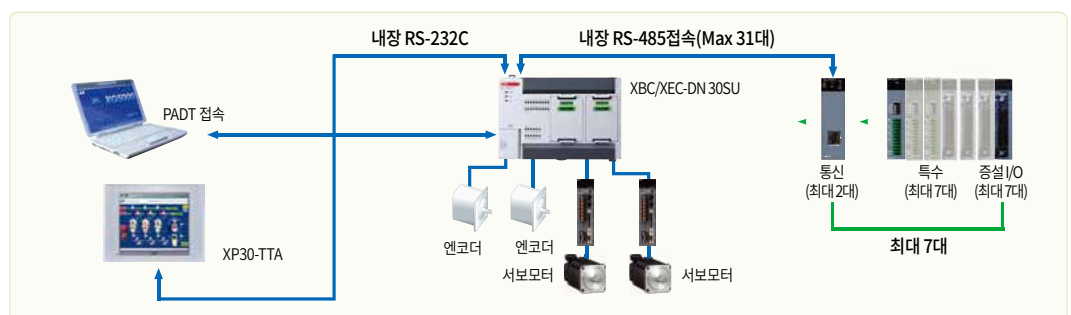 내장 RS-232C
내장 RS-485접속(Max 31대)
XBC/XEC-DN 30SU
PADT 접속
통신
(최대 2대)
특수
(최대 7대)
증설 I/O
(최대 7대)
최대 7대
엔코더
엔코더
XP30-TTA
서보모터
서보모터